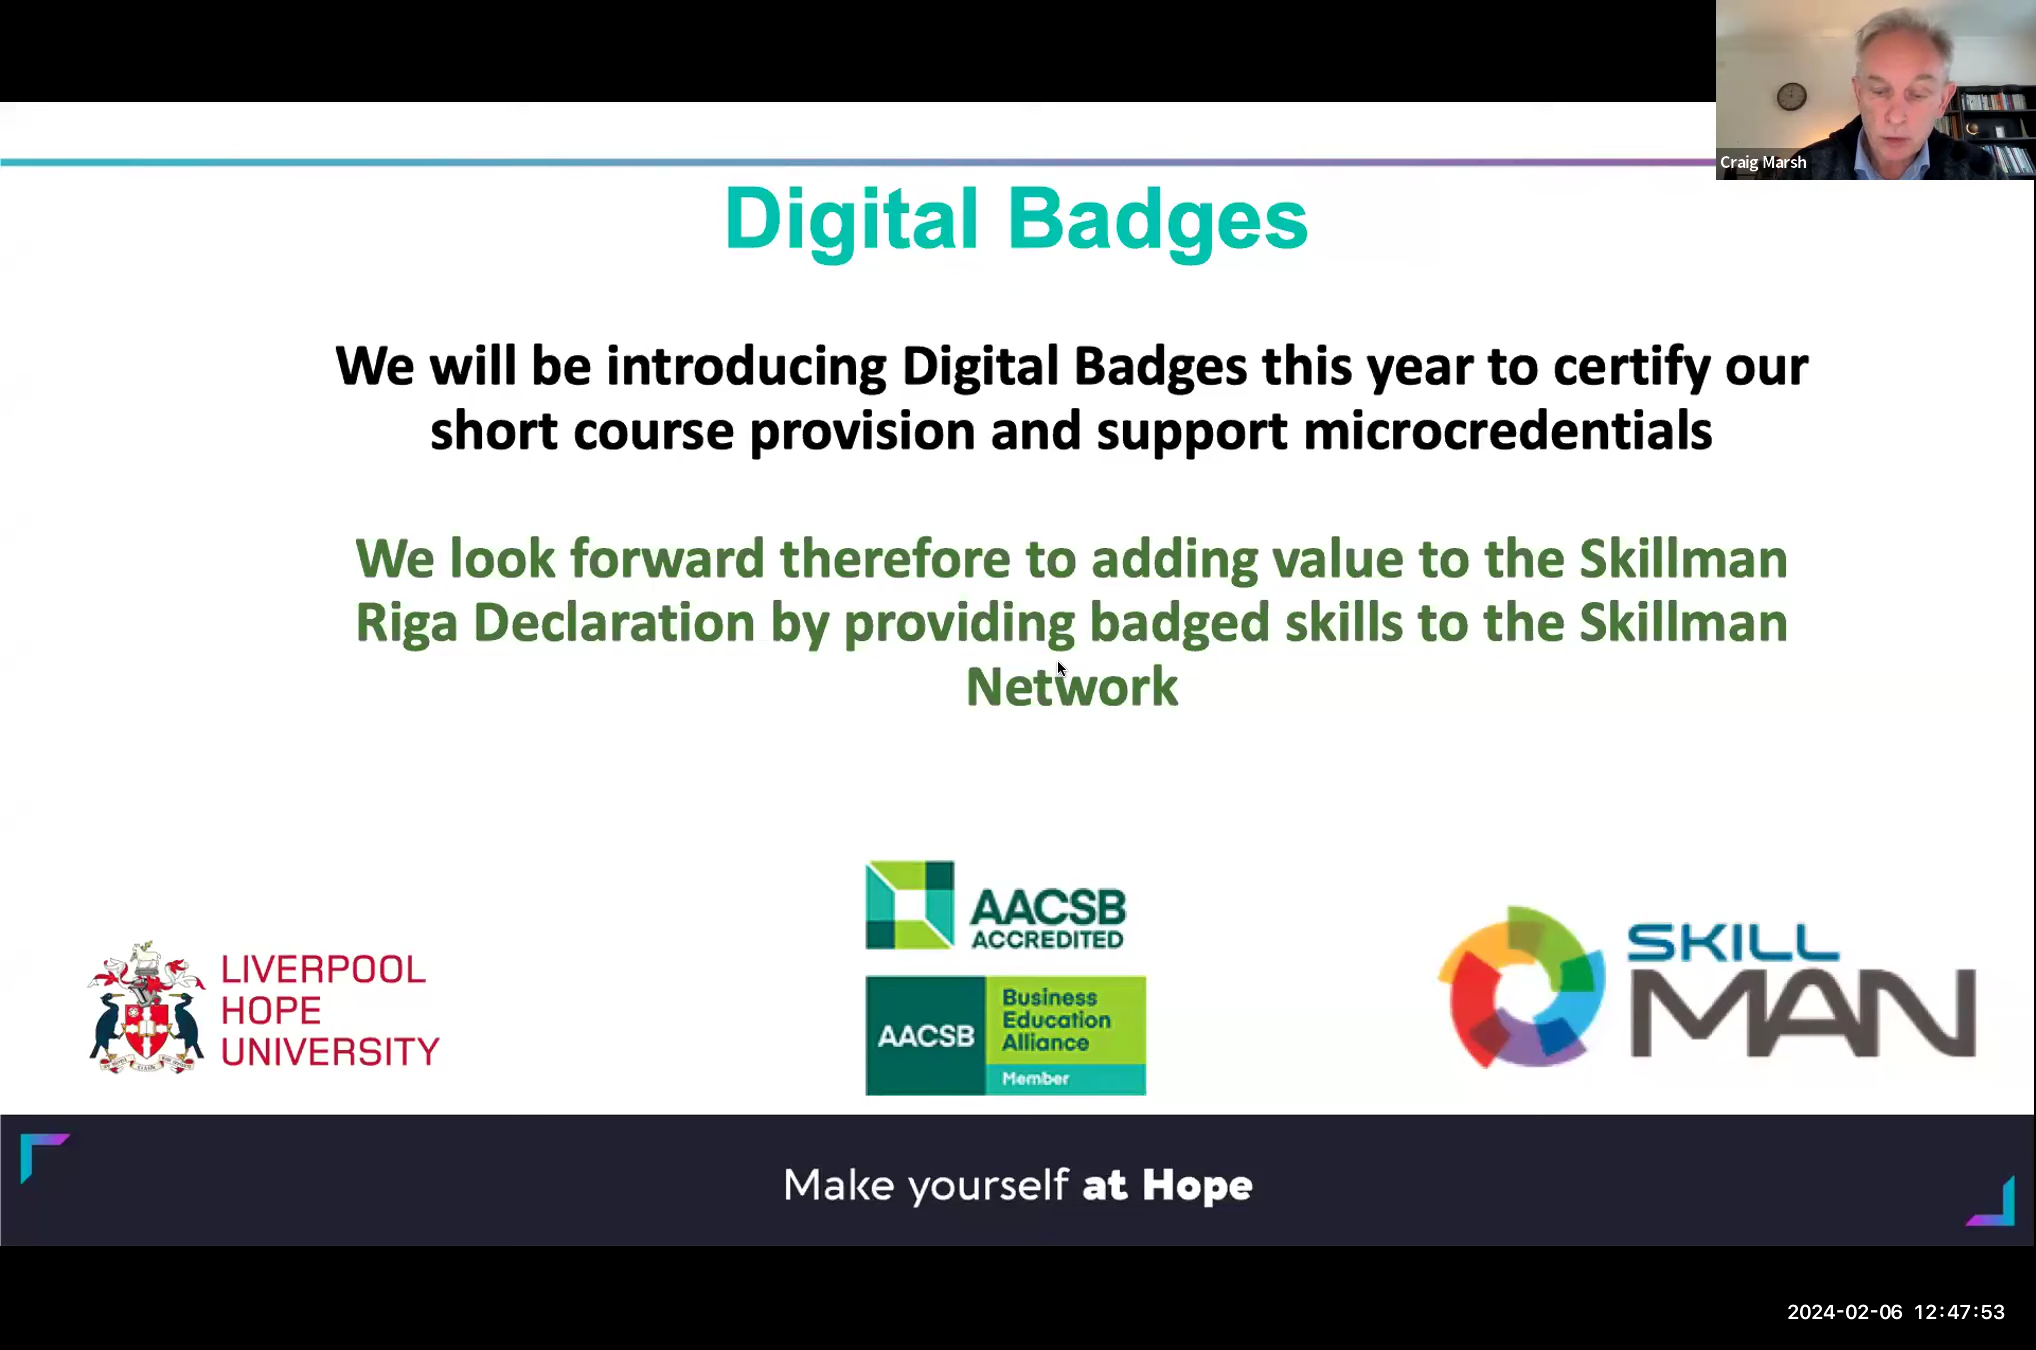 Craig Marsh
Digital Badges
We will be introducing Digital Badges this year to certify our
short course provision and support microcredentials
We look forward therefore to adding value to the Skillman
Riga Declaration by providing badged skills to the Skillman
Network
LIVERPOOL
HOPE
UNIVERSITY
AACSB
ACCREDITED
AACSB
Business
Education
Alliance
Member
SKILL
MAN
Make yourself at Hope
2024-02-06 12:47:53